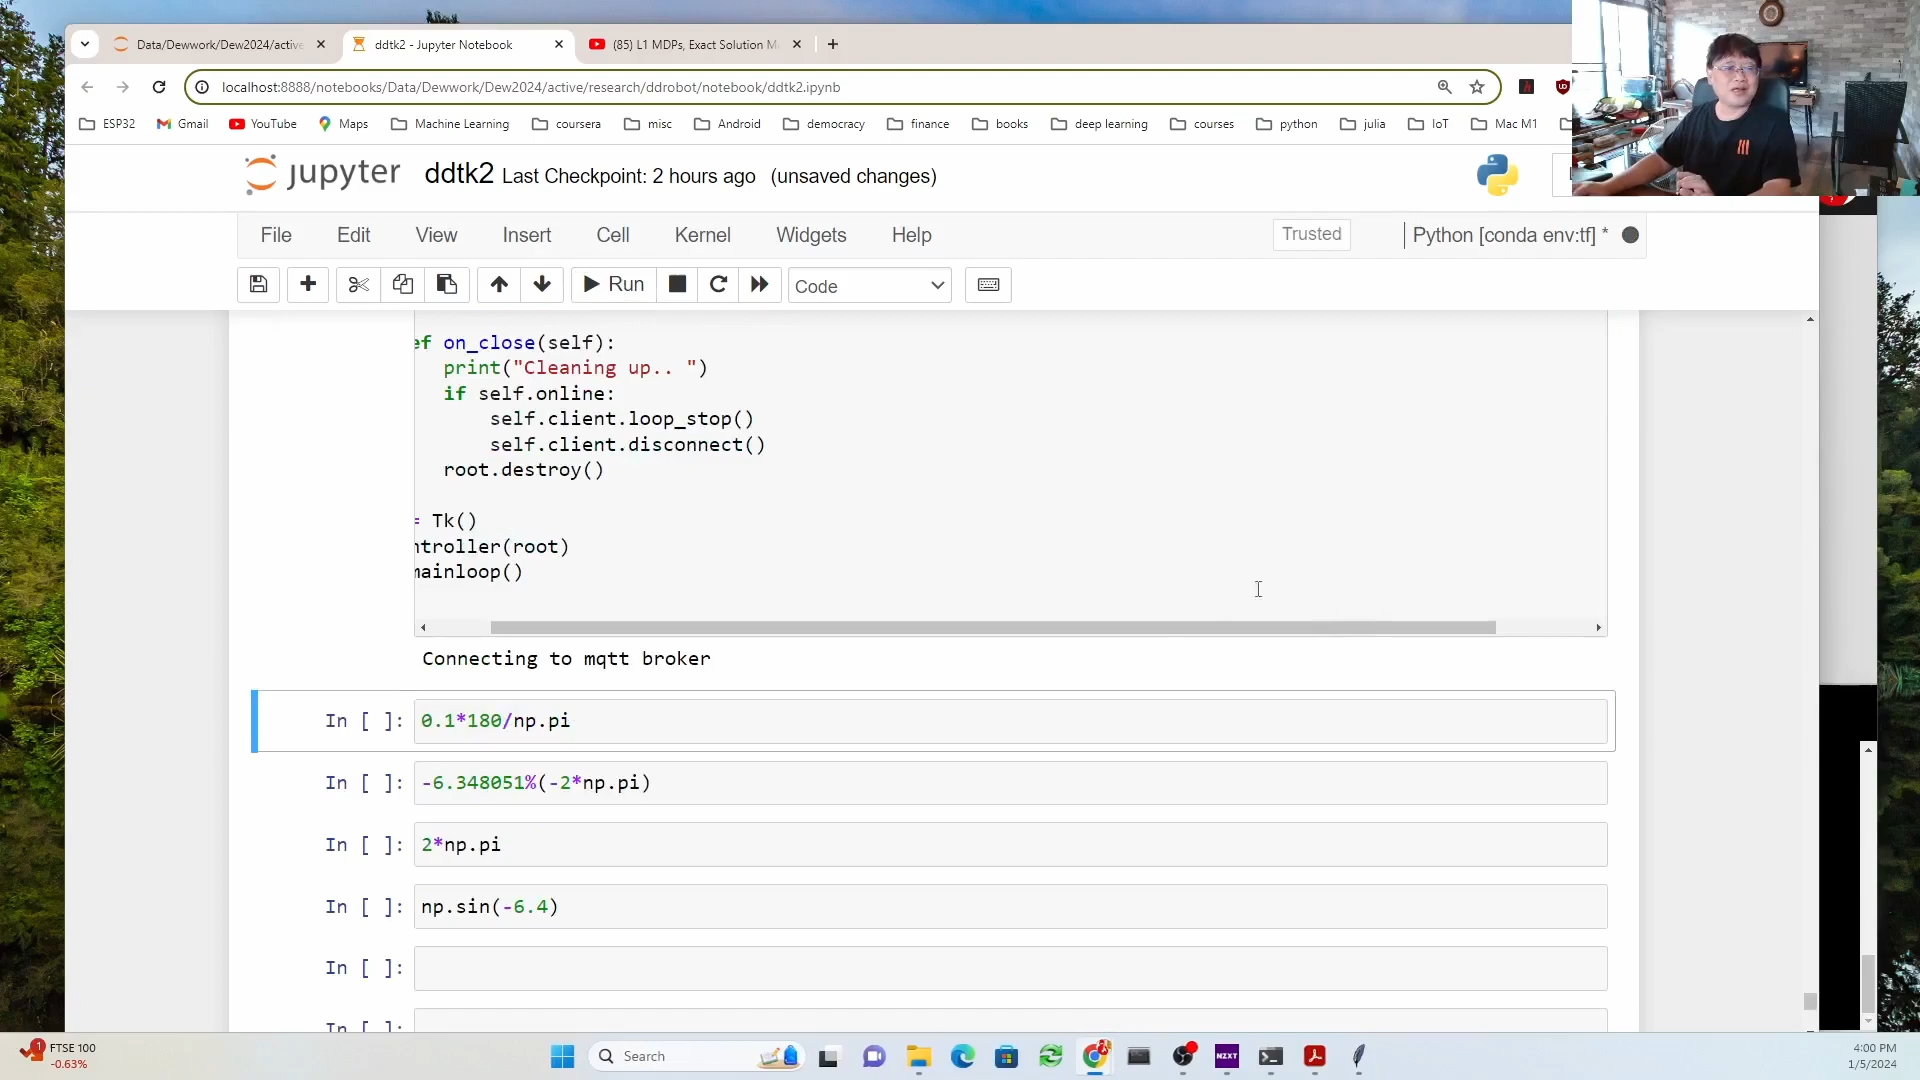 Data/Dewwork/Dew2024/active
ddtk2 - Jupyter Notebook
(85) L1 MDPs, Exact Solution M
localhost:8888/notebooks/Data/Dewwork/Dew2024/active/research/ddrobot/notebook/ddtk2.ipynb
ESP32 Gmail YouTube Maps Machine Learning coursera misc Android democracy finance books deep learning courses python julia IoT Mac M1
jupyter ddtk2 Last Checkpoint: 2 hours ago (unsaved changes)
File Edit View Insert Cell Kernel Widgets Help Trusted Python [conda env:tf] *
Run Code
ef on_close(self):
print("Cleaning up.. ")
if self.online:
self.client.loop_stop()
self.client.disconnect()
root.destroy()
= Tk()
ntroller(root)
mainloop()
Connecting to mqtt broker
In [ ]: 0.1*180/np.pi
In [ ]: -6.348051%(-2*np.pi)
In [ ]: 2*np.pi
In [ ]: np.sin(-6.4)
In [ ]:
In [ ]:
1 FTSE 100
-0.63%
Search
NZXT
4:00 PM
1/5/2024